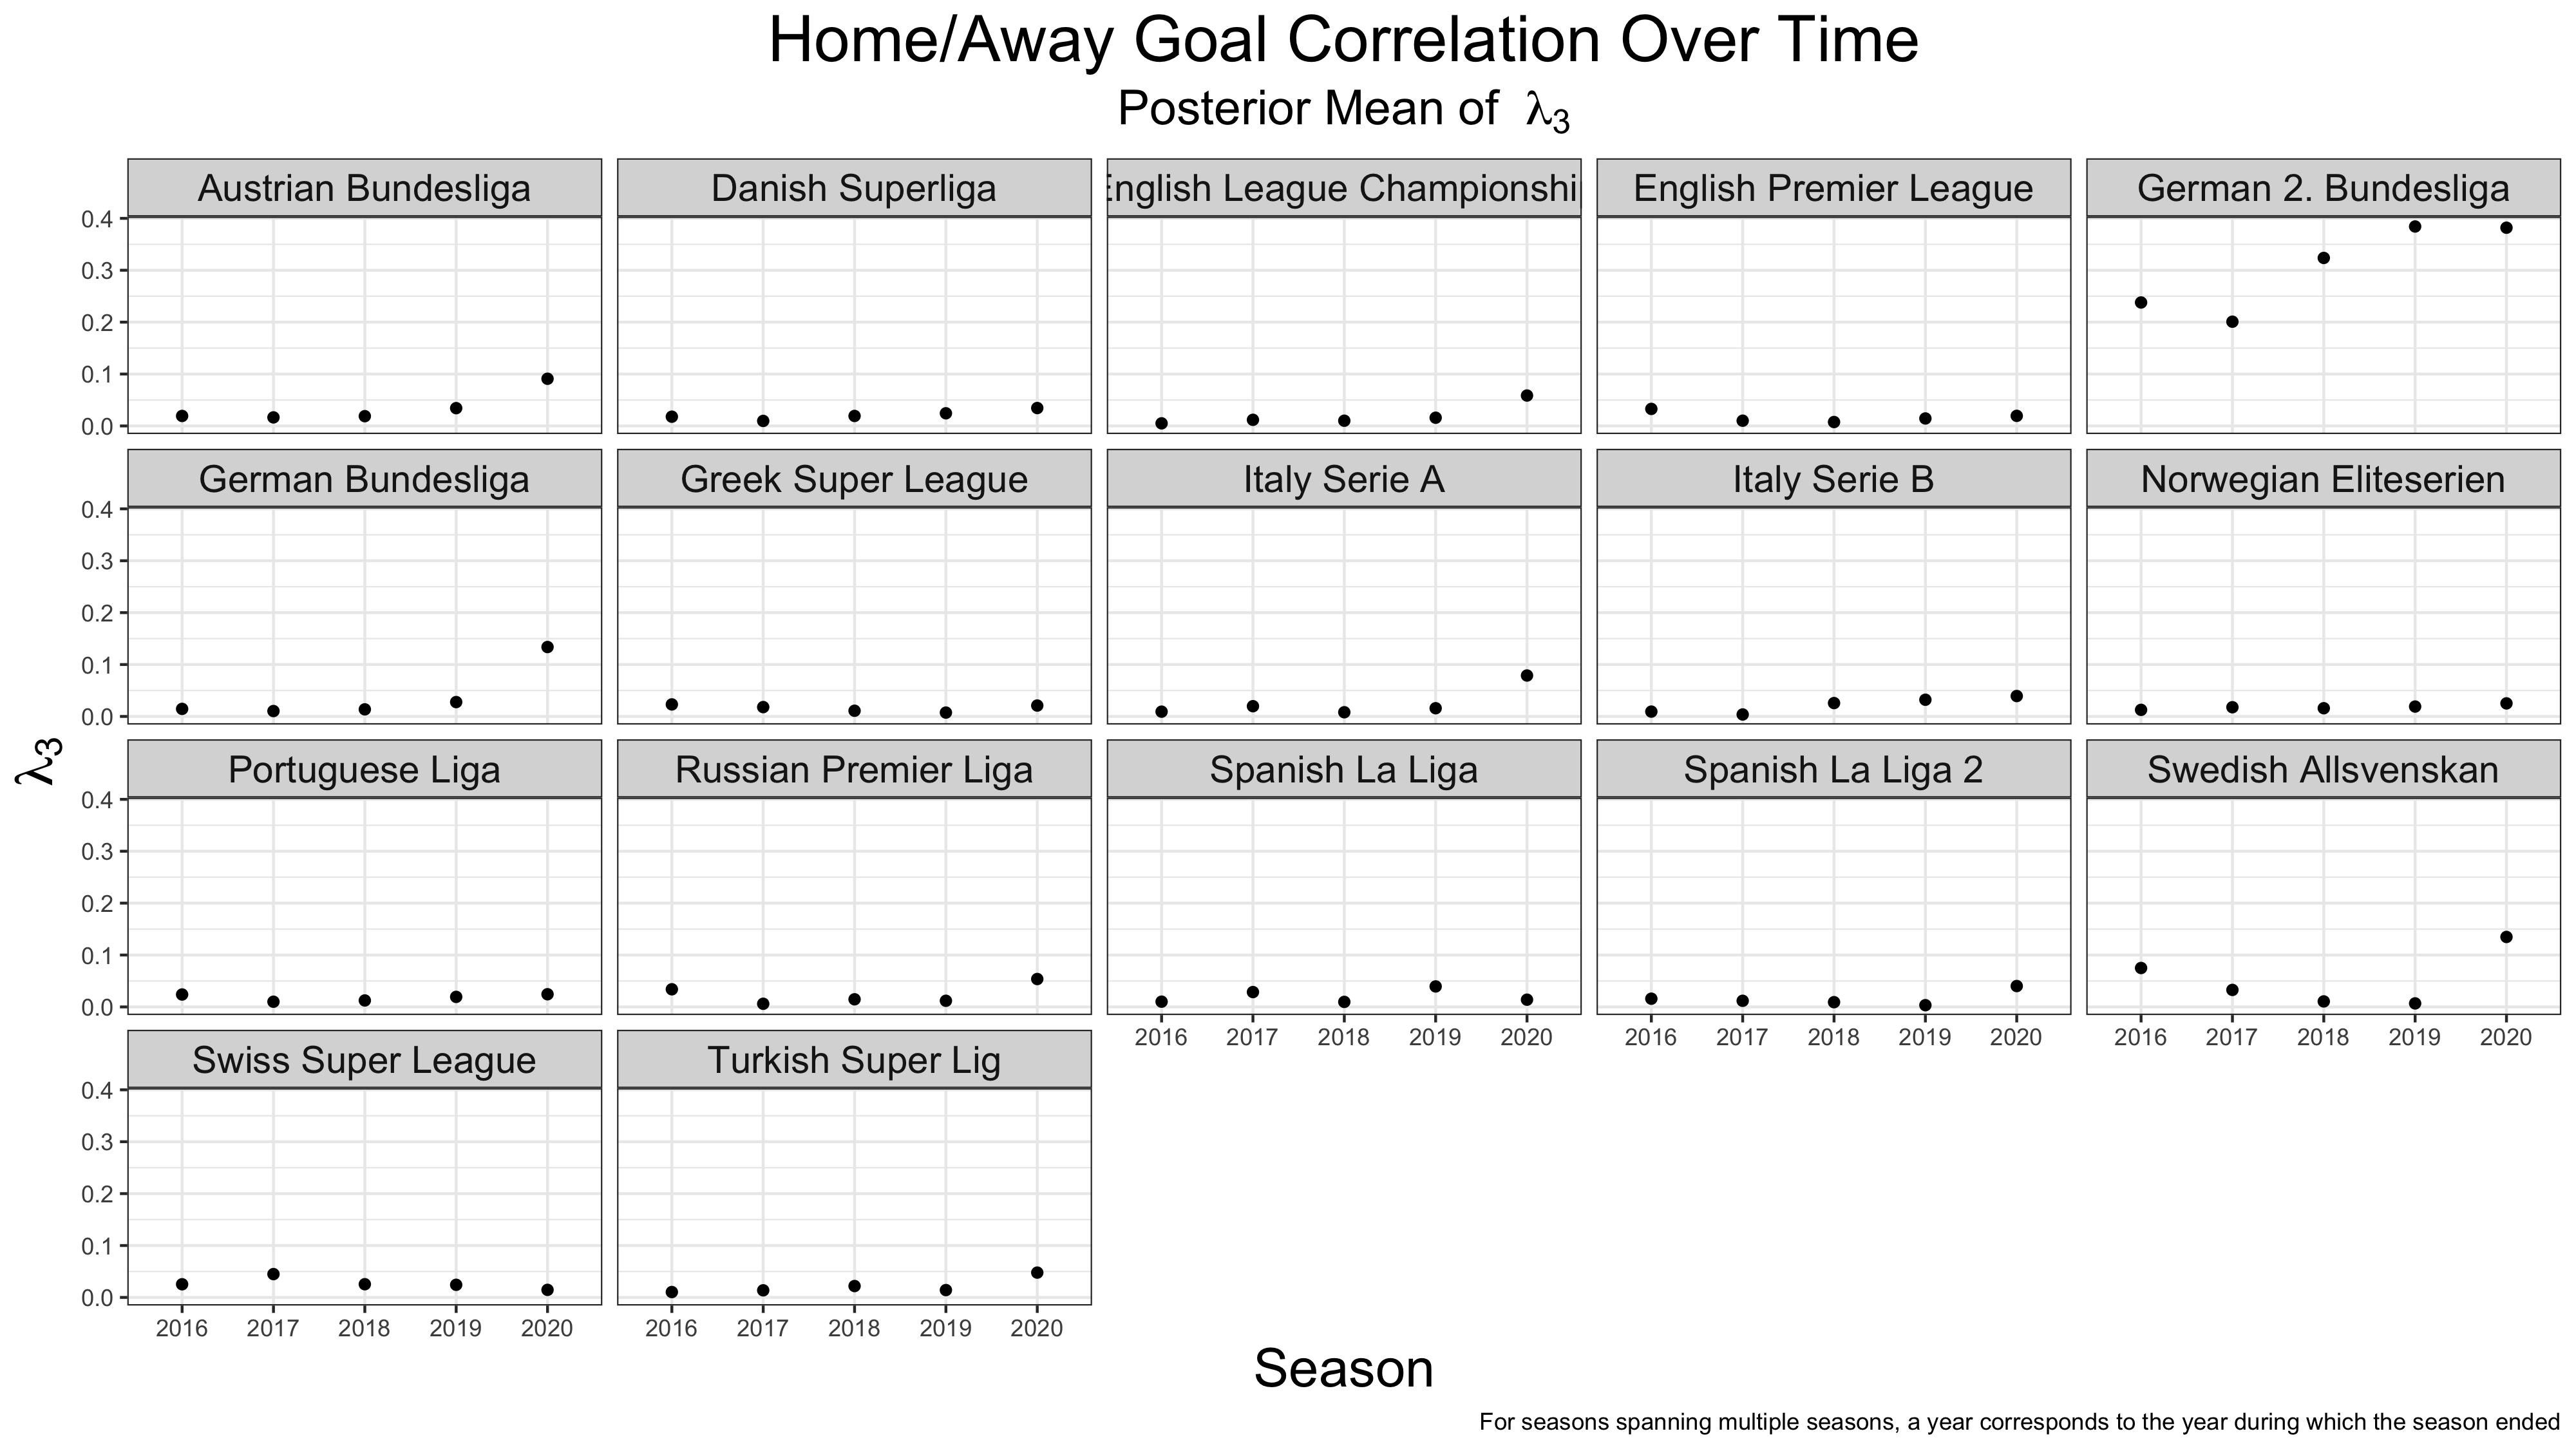 Home/Away Goal Correlation Over Time
Posterior Mean of λ3
Austrian Bundesliga Danish Superliga English League Championshi English Premier League German 2. Bundesliga
0.4
0.3
0.2
0.1
0.0
German Bundesliga Greek Super League Italy Serie A Italy Serie B Norwegian Eliteserien
0.4
0.3
0.2
0.1
0.0
λ3
Portuguese Liga Russian Premier Liga Spanish La Liga Spanish La Liga 2 Swedish Allsvenskan
0.4
0.3
0.2
0.1
0.0
2016 2017 2018 2019 2020 2016 2017 2018 2019 2020 2016 2017 2018 2019 2020
Swiss Super League Turkish Super Lig
0.4
0.3
0.2
0.1
0.0
2016 2017 2018 2019 2020 2016 2017 2018 2019 2020
Season
For seasons spanning multiple seasons, a year corresponds to the year during which the season ended